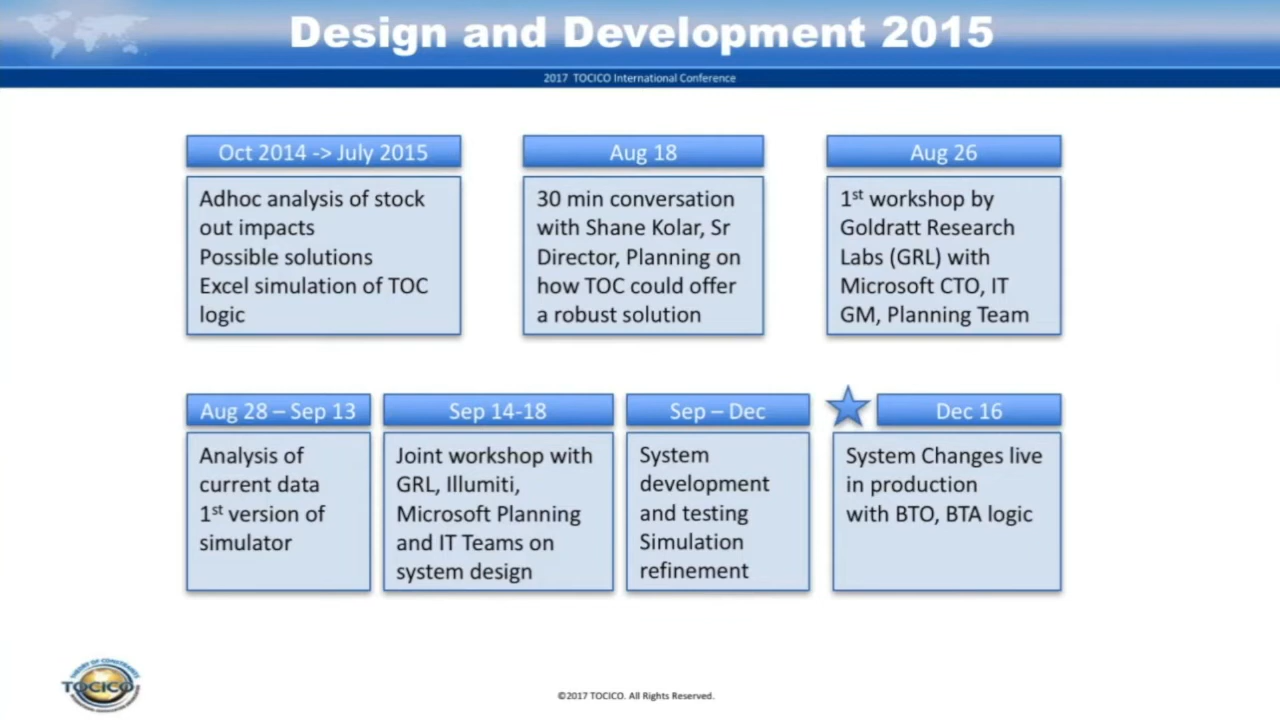 Design and Development 2015
2017 TOCICO International Conference
Oct 2014 -> July 2015
Adhoc analysis of stock
out impacts
Possible solutions
Excel simulation of TOC
logic
Aug 18
30 min conversation
with Shane Kolar, Sr
Director, Planning on
how TOC could offer
a robust solution
Aug 26
1st workshop by
Goldratt Research
Labs (GRL) with
Microsoft CTO, IT
GM, Planning Team
Aug 28 – Sep 13
Analysis of
current data
1st version of
simulator
Sep 14-18
Joint workshop with
GRL, Illumiti,
Microsoft Planning
and IT Teams on
system design
Sep – Dec
System
development
and testing
Simulation
refinement
Dec 16
System Changes live
in production
with BTO, BTA logic
THEORY OF CONSTRAINTS
TOCICO
©2017 TOCICO. All Rights Reserved.